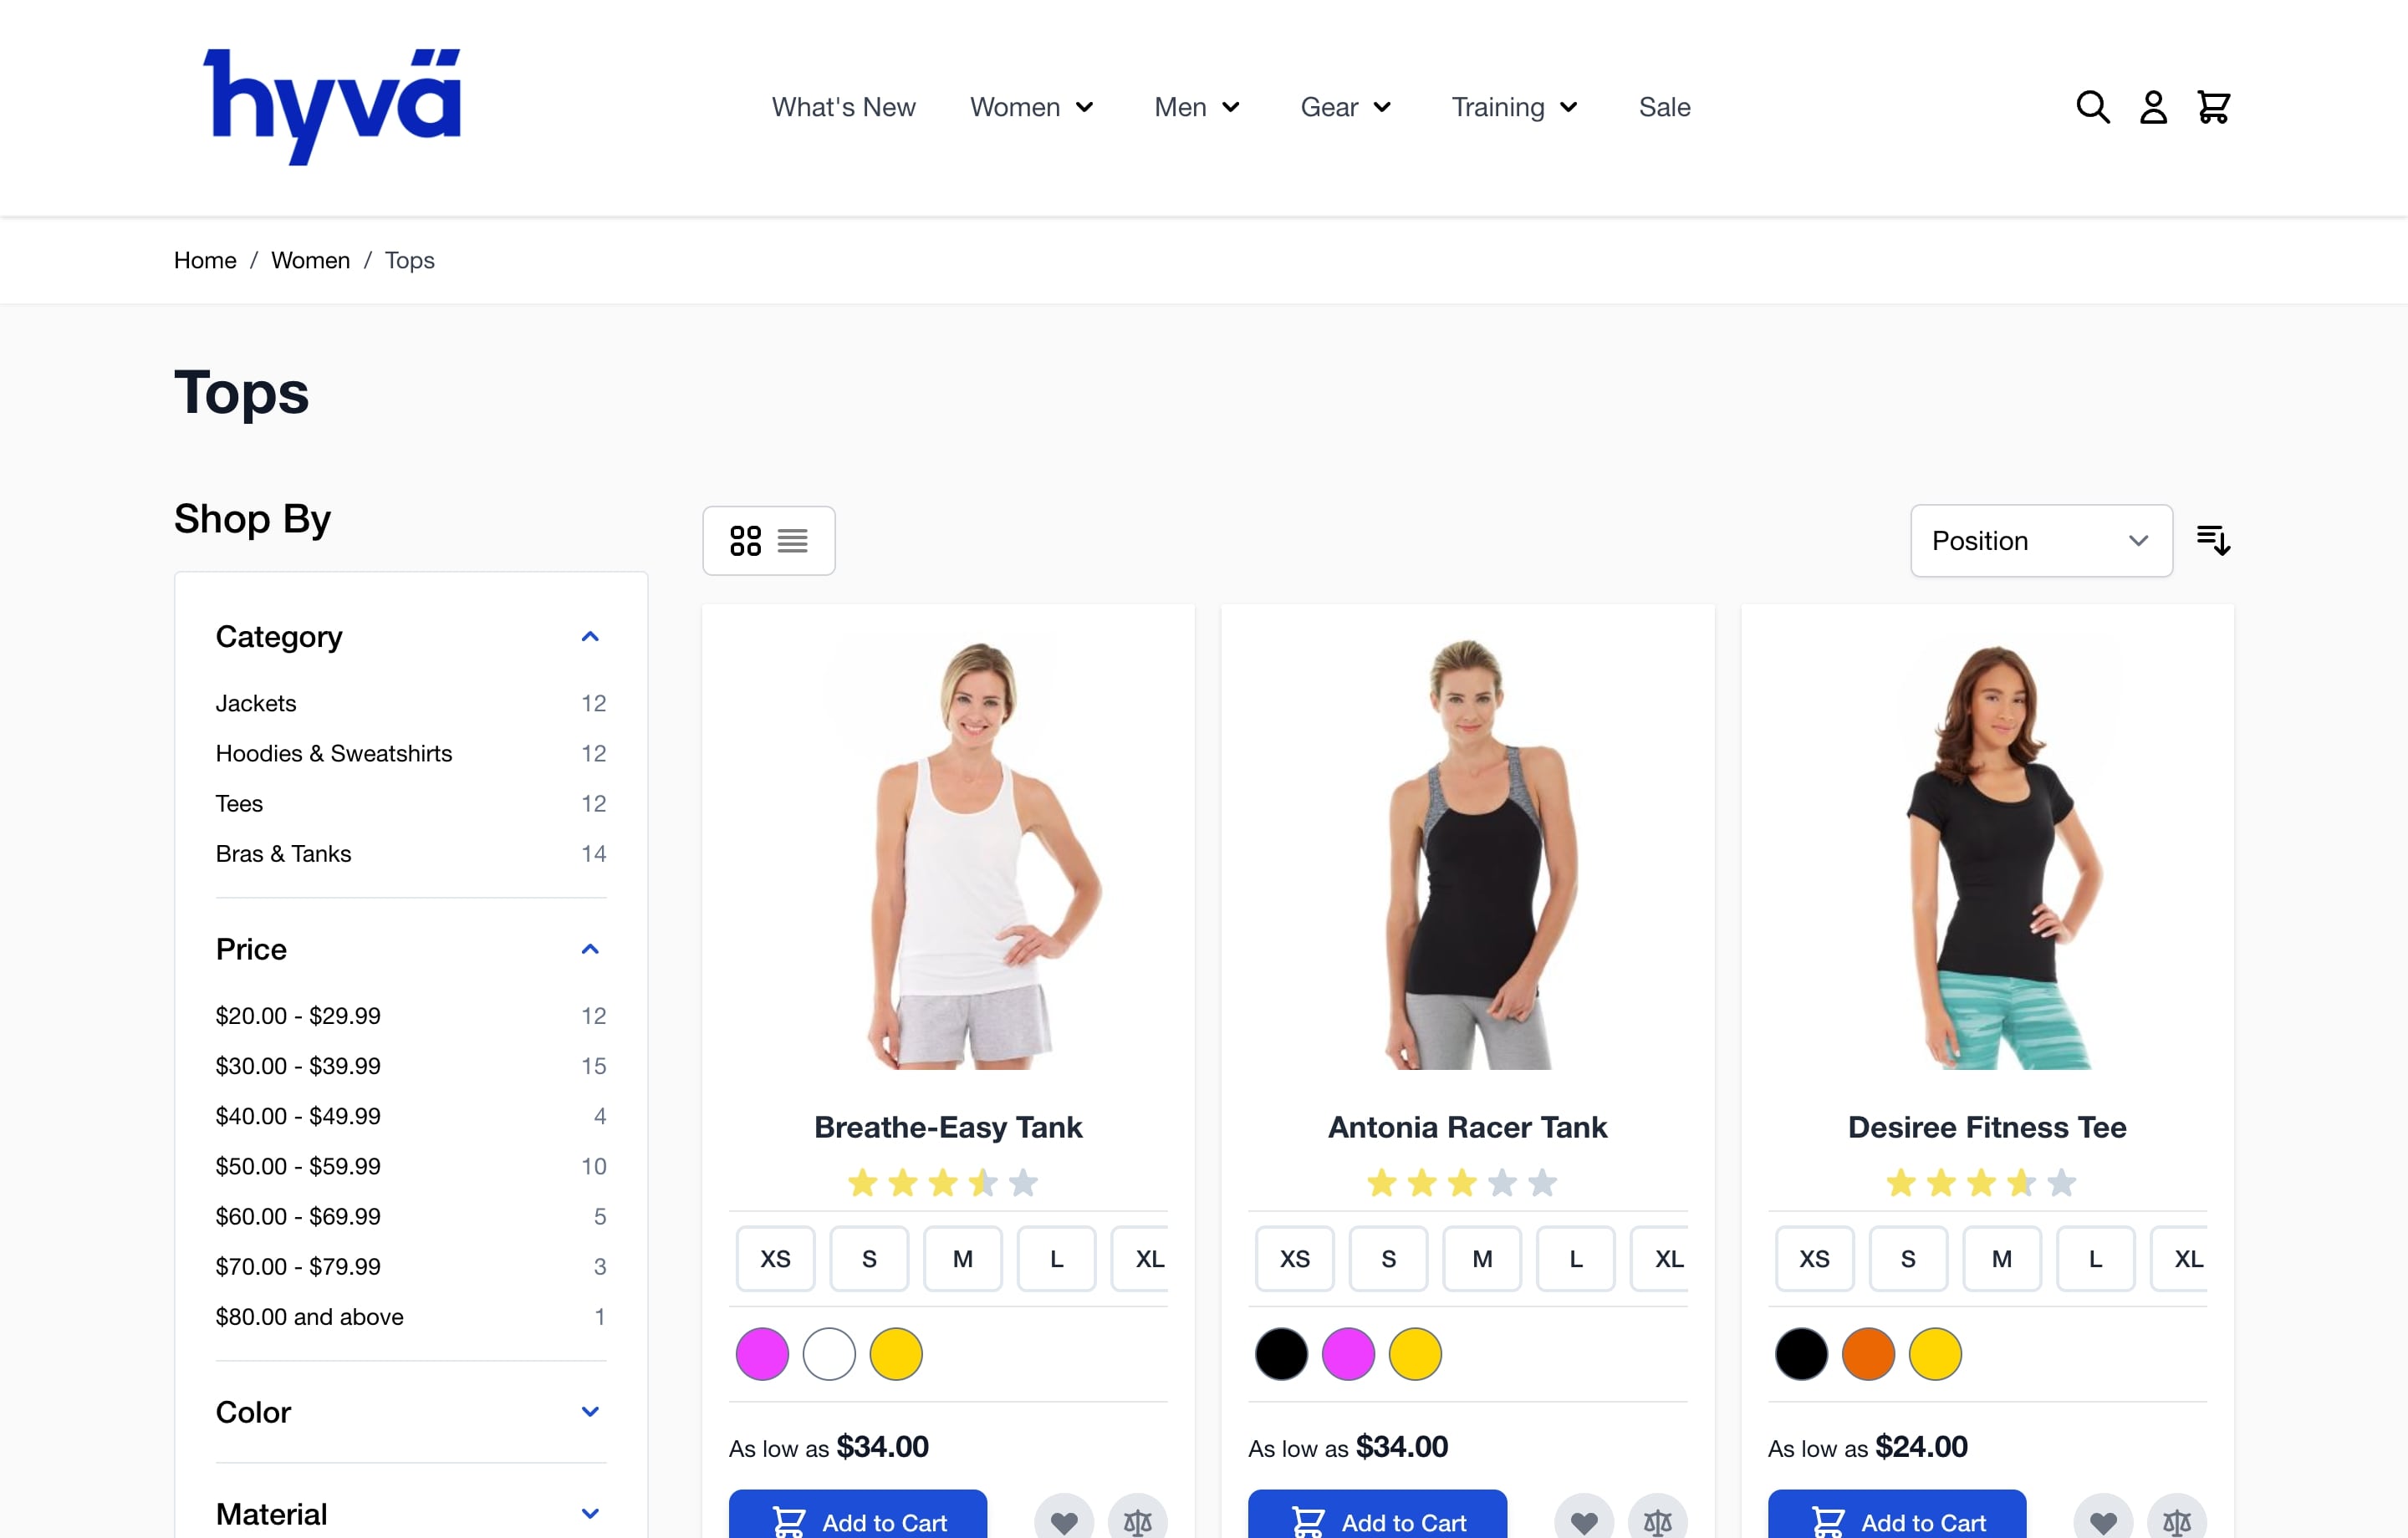 hyvä
What's New Women Men Gear Training Sale
Home / Women / Tops
Tops
Shop By
Position
Category
Jackets 12
Hoodies & Sweatshirts 12
Tees 12
Bras & Tanks 14
Price
$20.00 - $29.99 12
$30.00 - $39.99 15
$40.00 - $49.99 4
$50.00 - $59.99 10
$60.00 - $69.99 5
$70.00 - $79.99 3
$80.00 and above 1
Color
Material
Breathe-Easy Tank
XS S M L XL
As low as $34.00
Add to Cart
Antonia Racer Tank
XS S M L XL
As low as $34.00
Add to Cart
Desiree Fitness Tee
XS S M L XL
As low as $24.00
Add to Cart